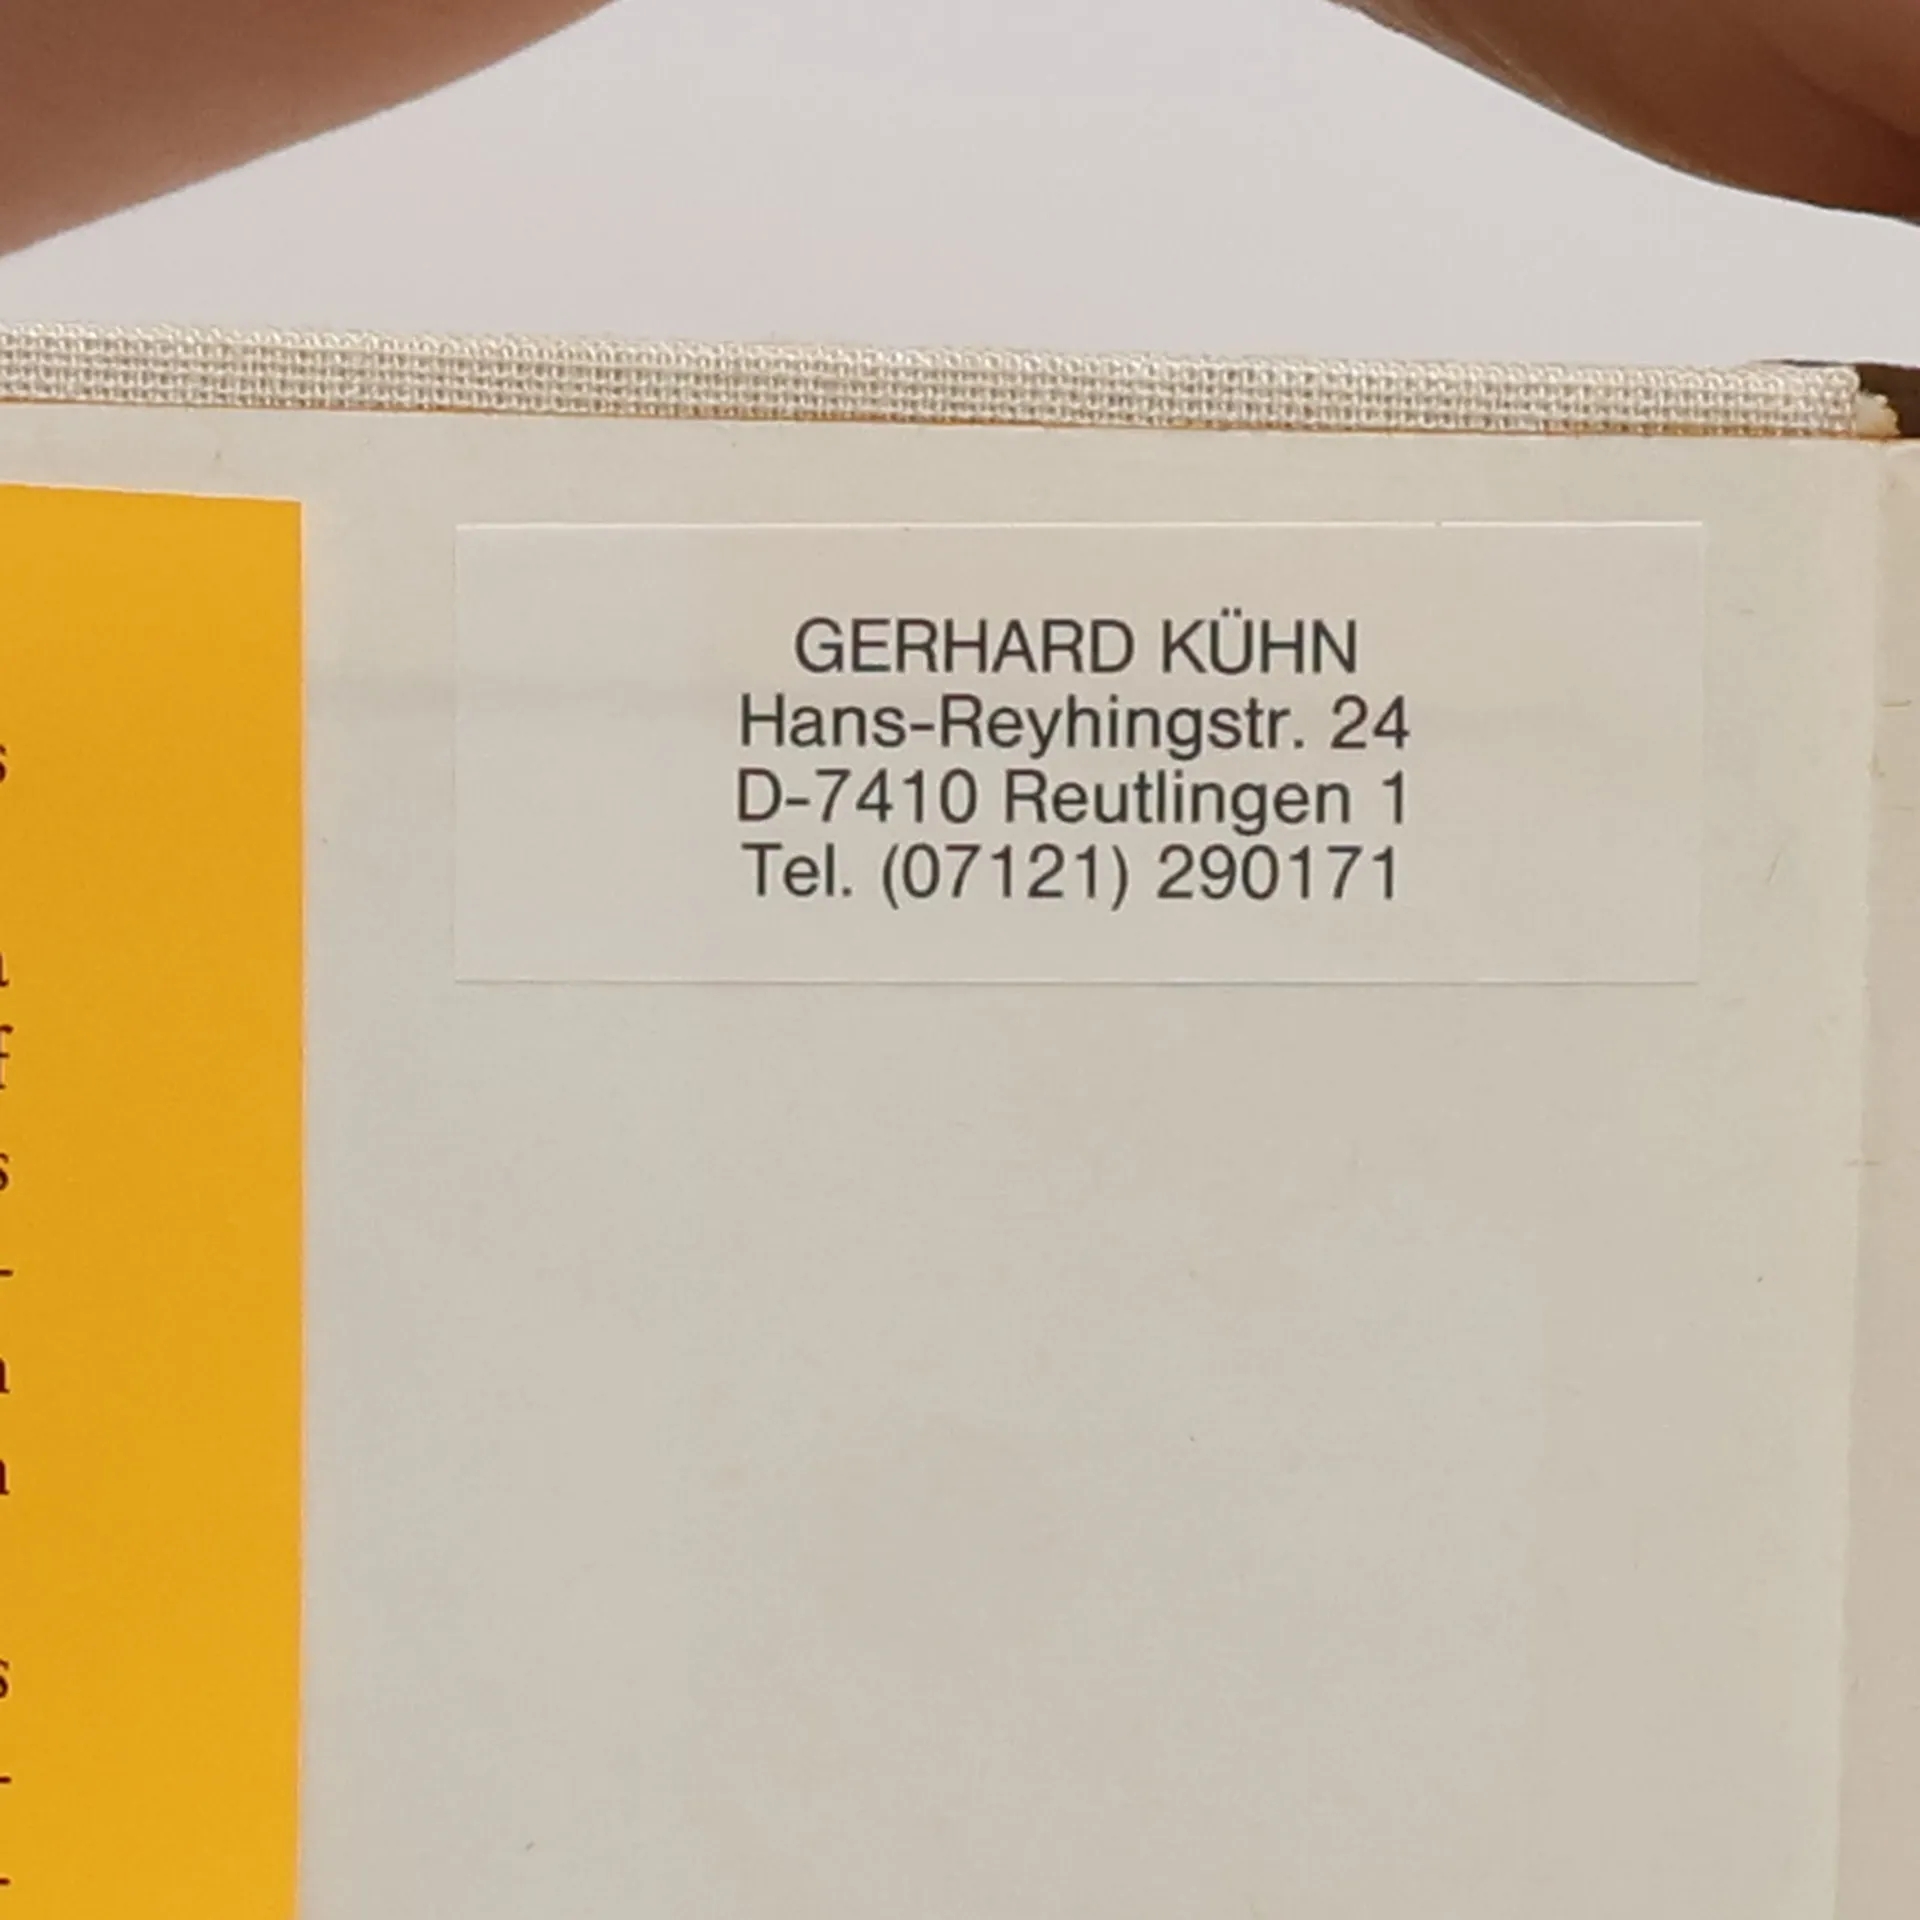 GERHARD KÜHN
Hans-Reyhingstr. 24
D-7410 Reutlingen 1
Tel. (07121) 290171